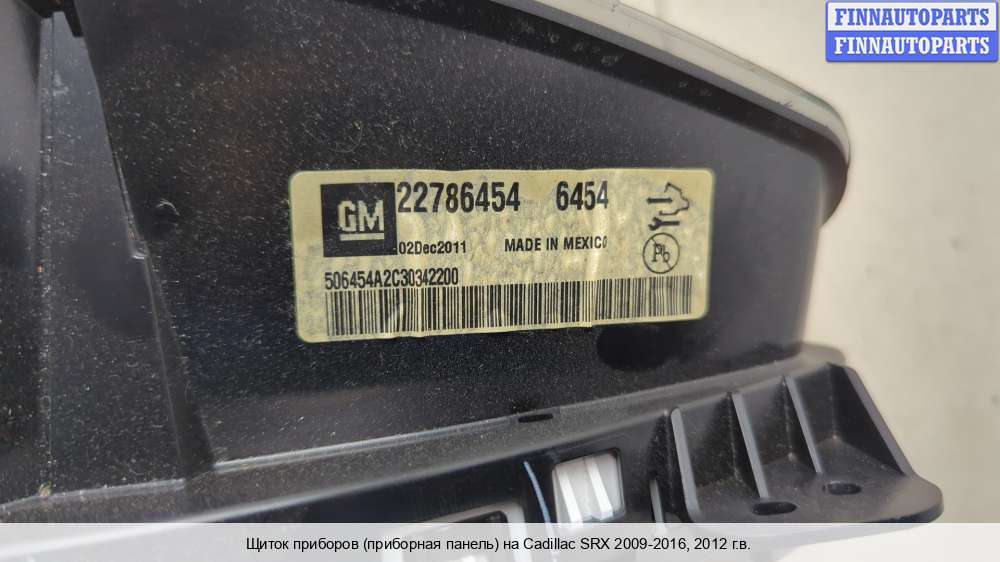 FINNAUTOPARTS
FINNAUTOPARTS
GM 22786454 6454
02Dec2011 MADE IN MEXICO
Pb
506454A2C30342200
Щиток приборов (приборная панель) на Cadillac SRX 2009-2016, 2012 г.в.